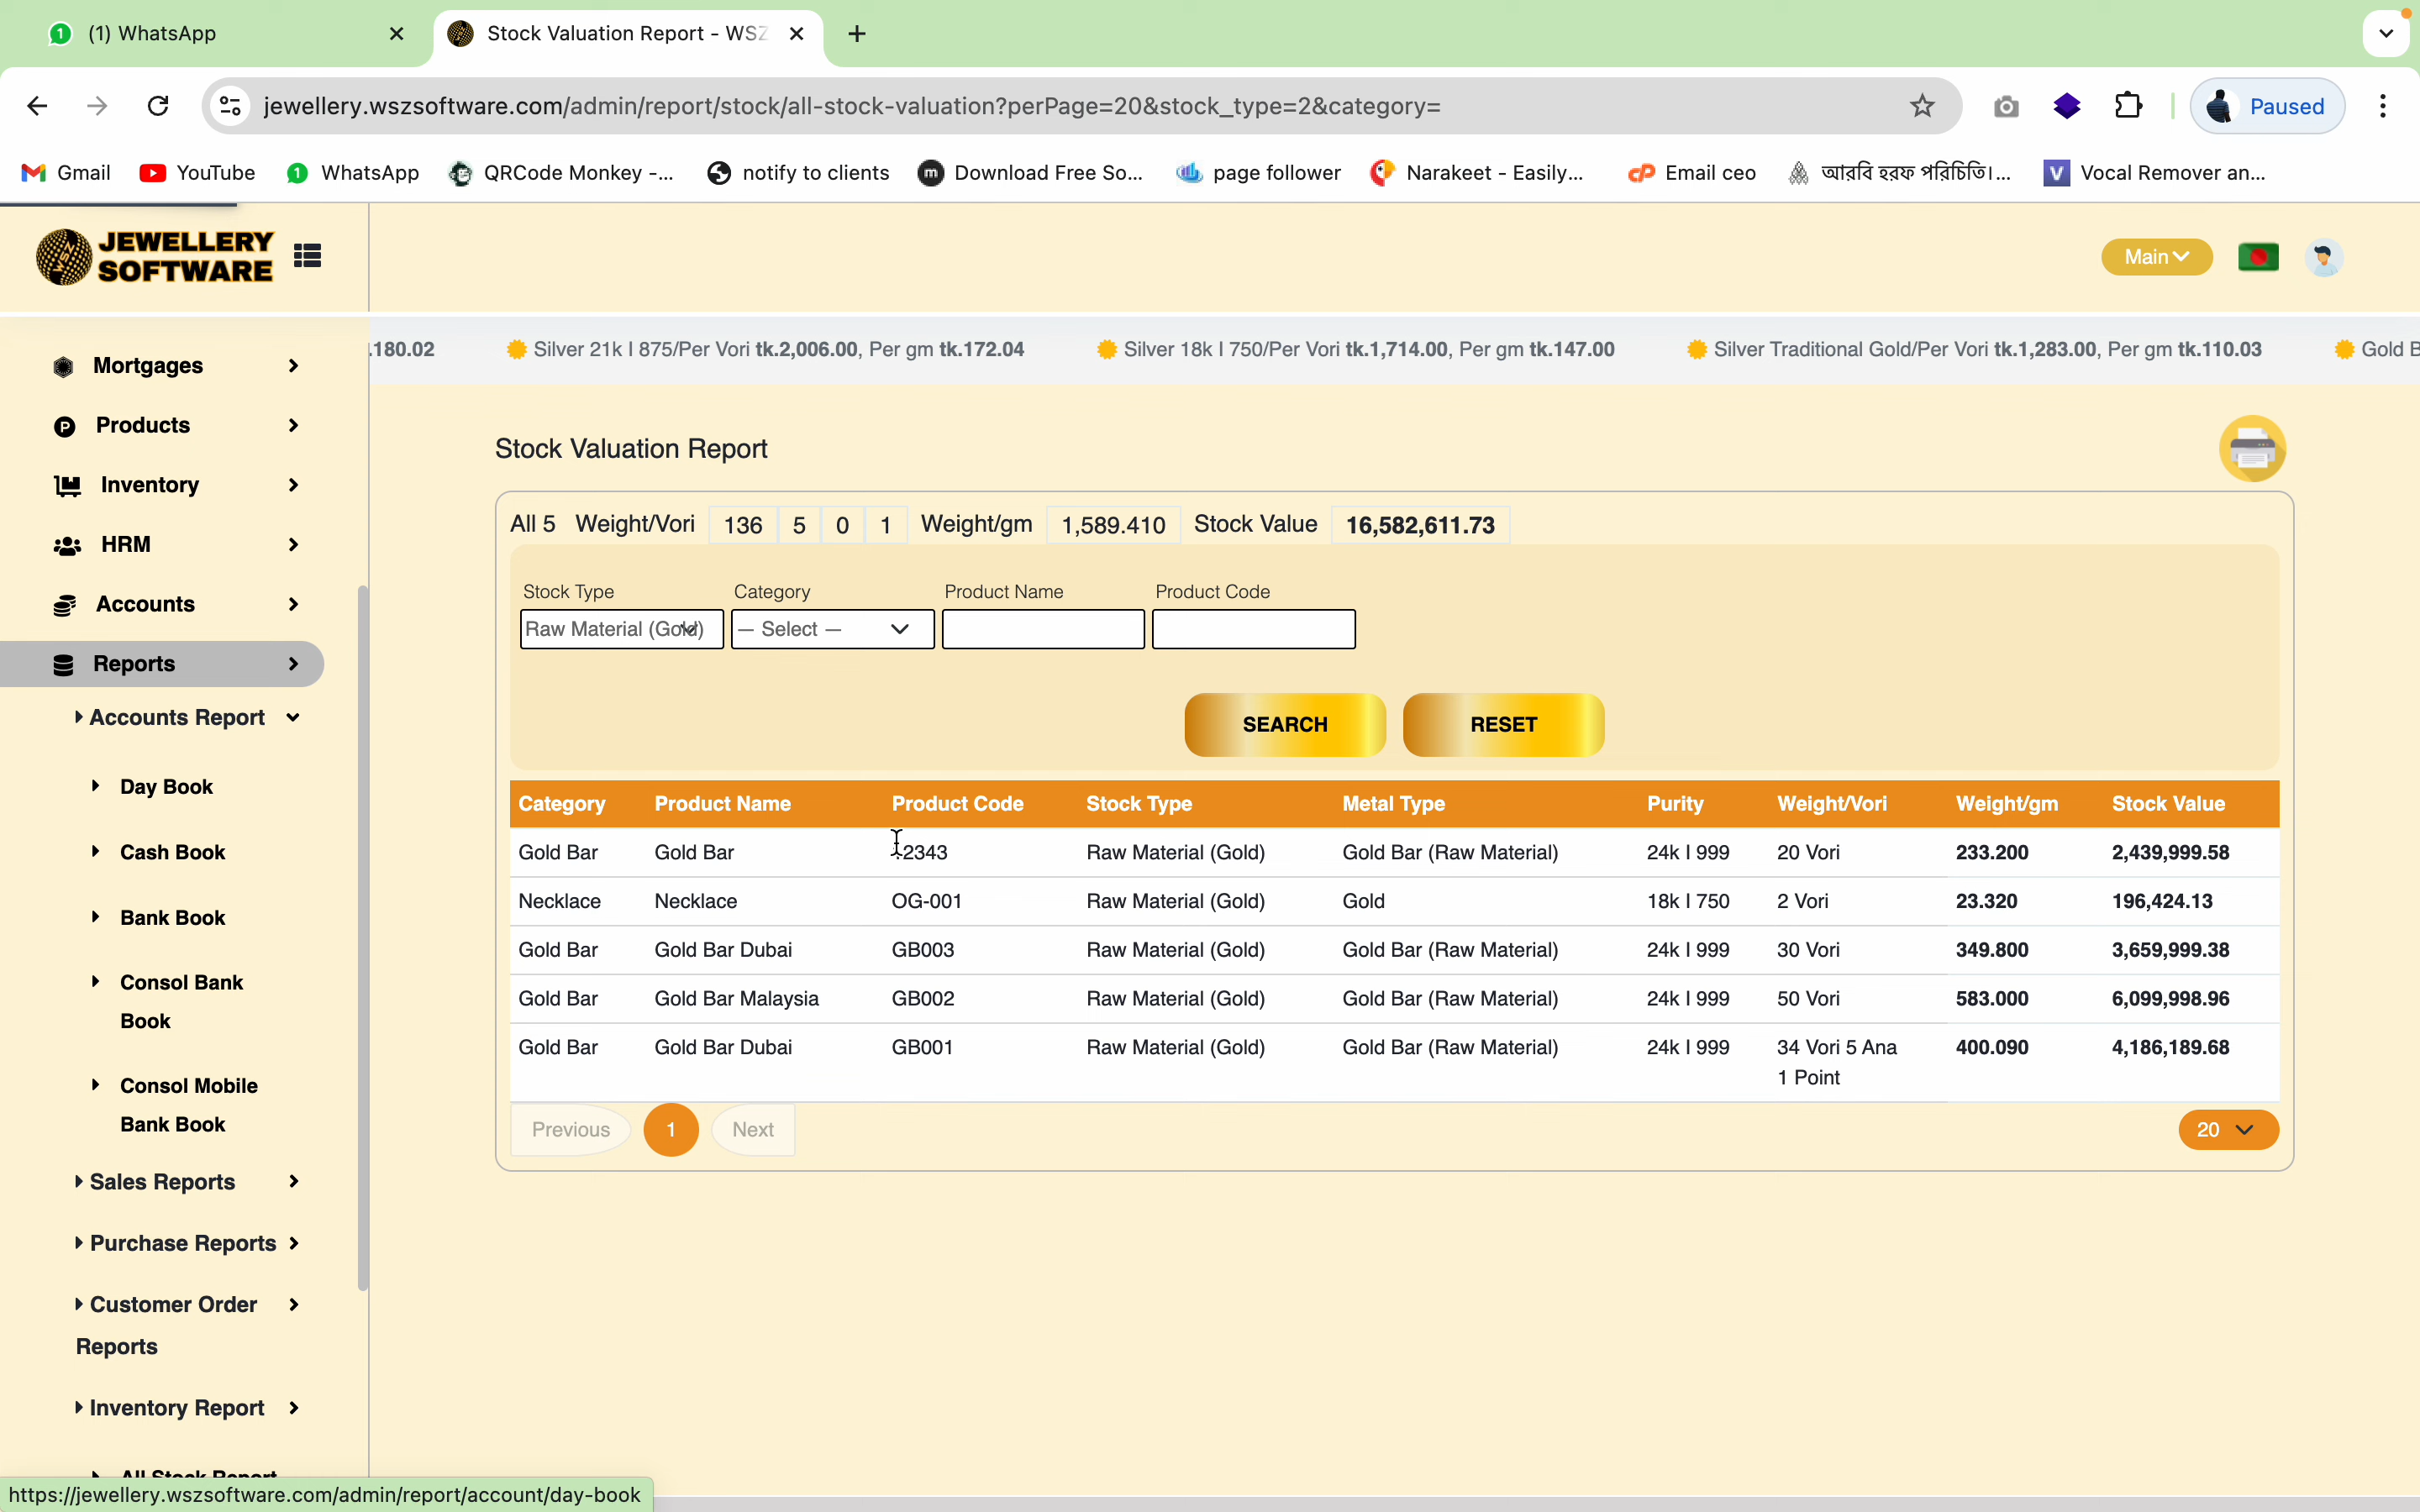 (1) WhatsApp
Stock Valuation Report - WSZ
jewellery.wszsoftware.com/admin/report/stock/all-stock-valuation?perPage=20&stock_type=2&category=
Paused
Gmail YouTube 1 WhatsApp QRCode Monkey -... notify to clients Download Free So... page follower Narakeet - Easily... Email ceo আরবি হরফ পরিচিতি।... Vocal Remover an...
JEWELLERY
SOFTWARE
Main
.180.02 Silver 21k I 875/Per Vori tk.2,006.00, Per gm tk.172.04 Silver 18k I 750/Per Vori tk.1,714.00, Per gm tk.147.00 Silver Traditional Gold/Per Vori tk.1,283.00, Per gm tk.110.03 Gold B
Mortgages
Products
Inventory
HRM
Accounts
Reports
Accounts Report
Day Book
Cash Book
Bank Book
Consol Bank
Book
Consol Mobile
Bank Book
Sales Reports
Purchase Reports
Customer Order
Reports
Inventory Report
All Stock Report
Stock Valuation Report
All 5 Weight/Vori 136 5 0 1 Weight/gm 1,589.410 Stock Value 16,582,611.73
Stock Type Category Product Name Product Code
Raw Material (Gold) — Select —
SEARCH RESET
Category Product Name Product Code Stock Type Metal Type Purity Weight/Vori Weight/gm Stock Value
Gold Bar Gold Bar 2343 Raw Material (Gold) Gold Bar (Raw Material) 24k I 999 20 Vori 233.200 2,439,999.58
Necklace Necklace OG-001 Raw Material (Gold) Gold 18k I 750 2 Vori 23.320 196,424.13
Gold Bar Gold Bar Dubai GB003 Raw Material (Gold) Gold Bar (Raw Material) 24k I 999 30 Vori 349.800 3,659,999.38
Gold Bar Gold Bar Malaysia GB002 Raw Material (Gold) Gold Bar (Raw Material) 24k I 999 50 Vori 583.000 6,099,998.96
Gold Bar Gold Bar Dubai GB001 Raw Material (Gold) Gold Bar (Raw Material) 24k I 999 34 Vori 5 Ana 400.090 4,186,189.68
1 Point
Previous 1 Next 20
https://jewellery.wszsoftware.com/admin/report/account/day-book